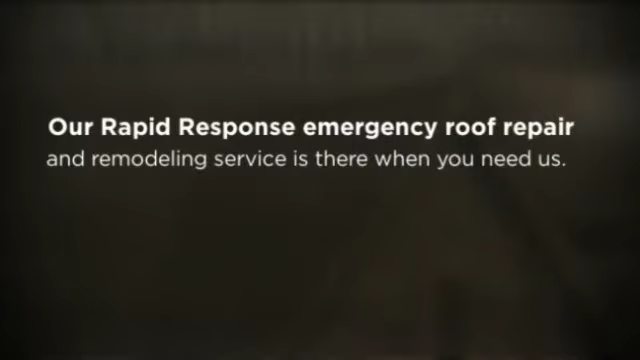 Our Rapid Response emergency roof repair
and remodeling service is there when you need us.